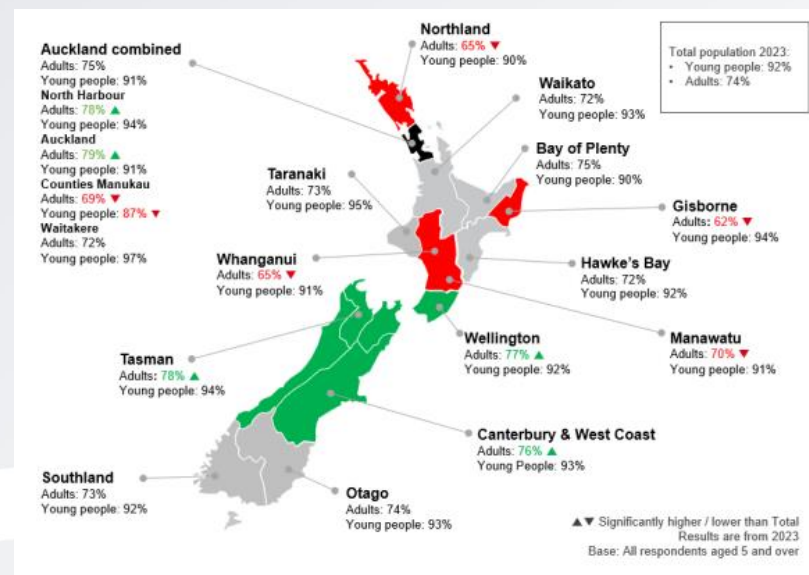 Auckland combined
Adults: 75%
Young people: 91%
North Harbour
Adults: 78% ▲
Young people: 94%
Auckland
Adults: 79% ▲
Young people: 91%
Counties Manukau
Adults: 69% ▼
Young people: 87% ▼
Waitakere
Adults: 72%
Young people: 97%
Northland
Adults: 65% ▼
Young people: 90%
Total population 2023:
• Young people: 92%
• Adults: 74%
Waikato
Adults: 72%
Young people: 93%
Bay of Plenty
Adults: 75%
Young people: 90%
Taranaki
Adults: 73%
Young people: 95%
Gisborne
Adults: 62% ▼
Young people: 94%
Whanganui
Adults: 65% ▼
Young people: 91%
Hawke's Bay
Adults: 72%
Young people: 92%
Tasman
Adults: 78% ▲
Young people: 94%
Wellington
Adults: 77% ▲
Young people: 92%
Manawatu
Adults: 70% ▼
Young people: 91%
Canterbury & West Coast
Adults: 76% ▲
Young People: 93%
Southland
Adults: 73%
Young people: 92%
Otago
Adults: 74%
Young people: 93%
▲▼ Significantly higher / lower than Total
Results are from 2023
Base: All respondents aged 5 and over